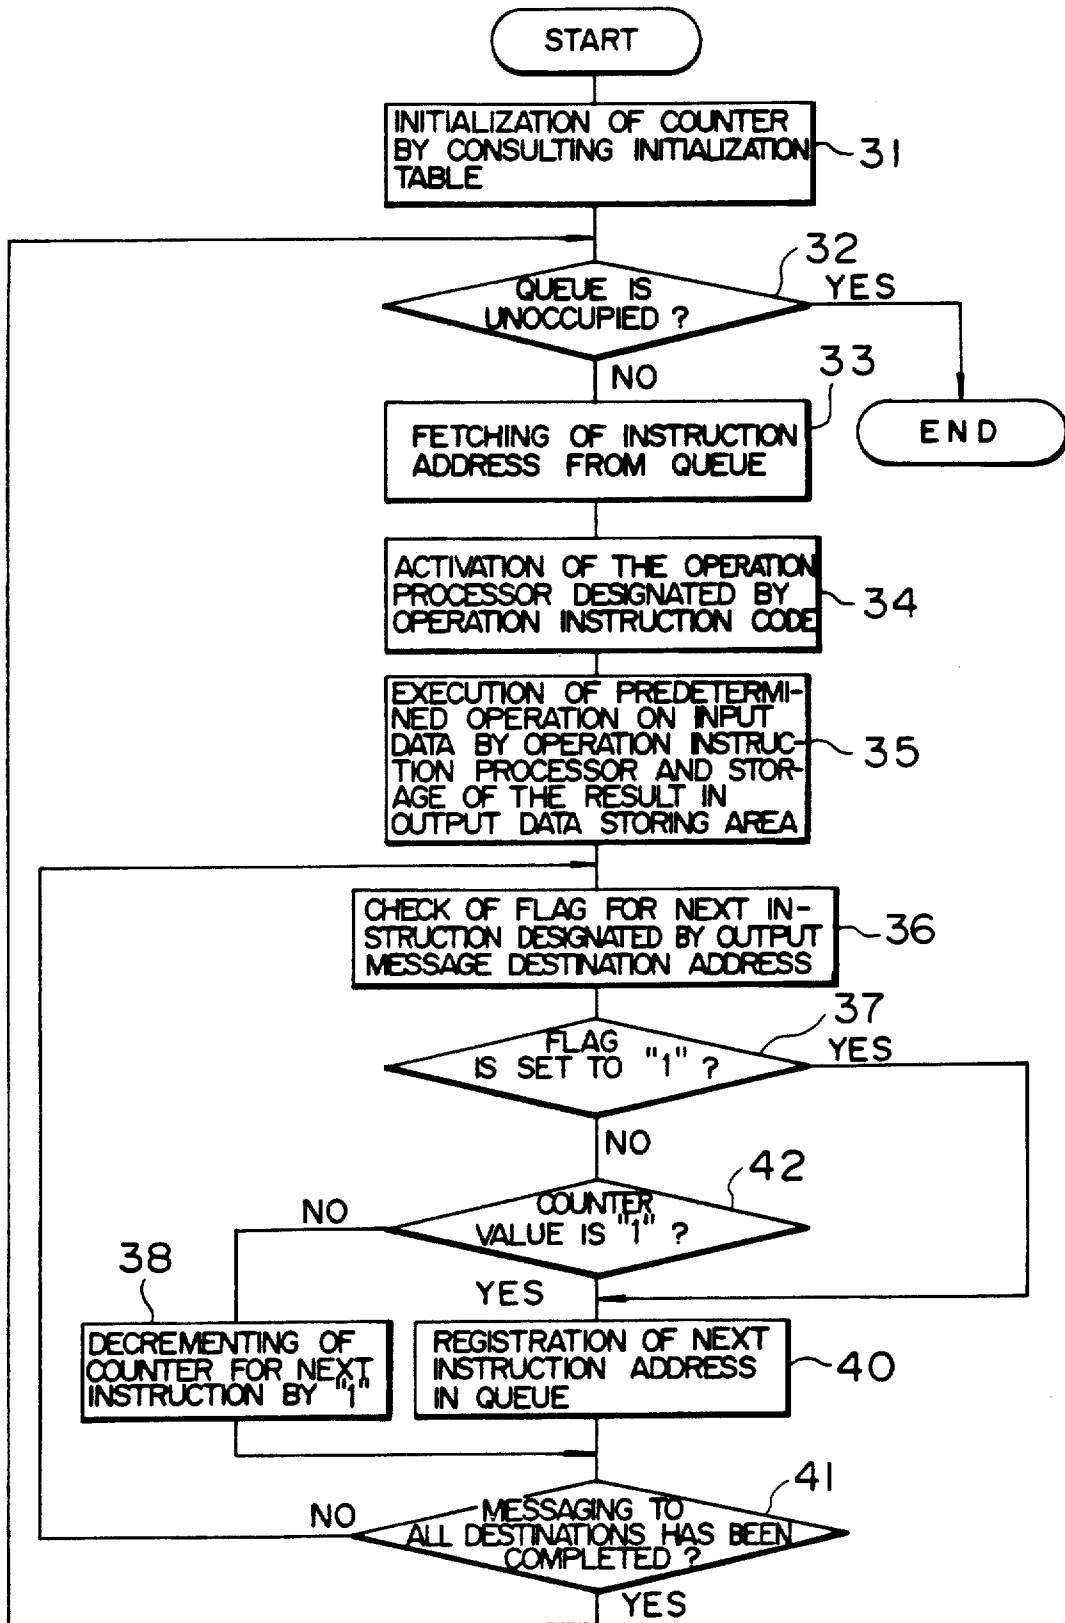 START
INITIALIZATION OF COUNTER
BY CONSULTING INITIALIZATION
TABLE
31
32
QUEUE IS
UNOCCUPIED ?
YES
NO
33
END
FETCHING OF INSTRUCTION
ADDRESS FROM QUEUE
ACTIVATION OF THE OPERATION
PROCESSOR DESIGNATED BY
OPERATION INSTRUCTION CODE
34
EXECUTION OF PREDETERMI-
NED OPERATION ON INPUT
DATA BY OPERATION INSTRUC-
TION PROCESSOR AND STOR-
AGE OF THE RESULT IN
OUTPUT DATA STORING AREA
35
CHECK OF FLAG FOR NEXT IN-
STRUCTION DESIGNATED BY OUTPUT
MESSAGE DESTINATION ADDRESS
36
37
FLAG
IS SET TO "1" ?
YES
NO
42
COUNTER
VALUE IS "1" ?
NO
YES
38
DECREMENTING OF
COUNTER FOR NEXT
INSTRUCTION BY "1"
REGISTRATION OF NEXT
INSTRUCTION ADDRESS
IN QUEUE
40
41
MESSAGING TO
ALL DESTINATIONS HAS BEEN
COMPLETED ?
NO
YES